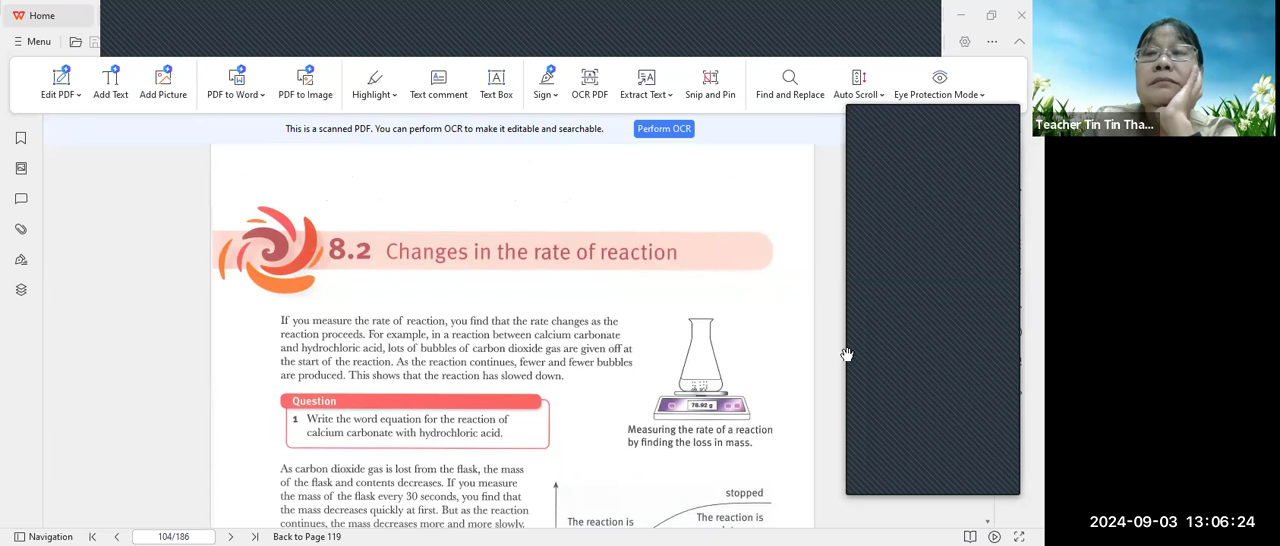 Home
Menu
Edit PDF
Add Text
Add Picture
PDF to Word
PDF to Image
Highlight
Text comment
Text Box
Sign
OCR PDF
Extract Text
Snip and Pin
Find and Replace
Auto Scroll
Eye Protection Mode
This is a scanned PDF. You can perform OCR to make it editable and searchable.
Perform OCR
Teacher Tin Tin Tha...
8.2 Changes in the rate of reaction
If you measure the rate of reaction, you find that the rate changes as the
reaction proceeds. For example, in a reaction between calcium carbonate
and hydrochloric acid, lots of bubbles of carbon dioxide gas are given off at
the start of the reaction. As the reaction continues, fewer and fewer bubbles
are produced. This shows that the reaction has slowed down.
Question
1 Write the word equation for the reaction of
calcium carbonate with hydrochloric acid.
76.92 g
Measuring the rate of a reaction
by finding the loss in mass.
As carbon dioxide gas is lost from the flask, the mass
of the flask and contents decreases. If you measure
the mass of the flask every 30 seconds, you find that
the mass decreases quickly at first. But as the reaction
continues, the mass decreases more and more slowly.
stopped
The reaction is
The reaction is
Navigation
104/186
Back to Page 119
2024-09-03 13:06:24